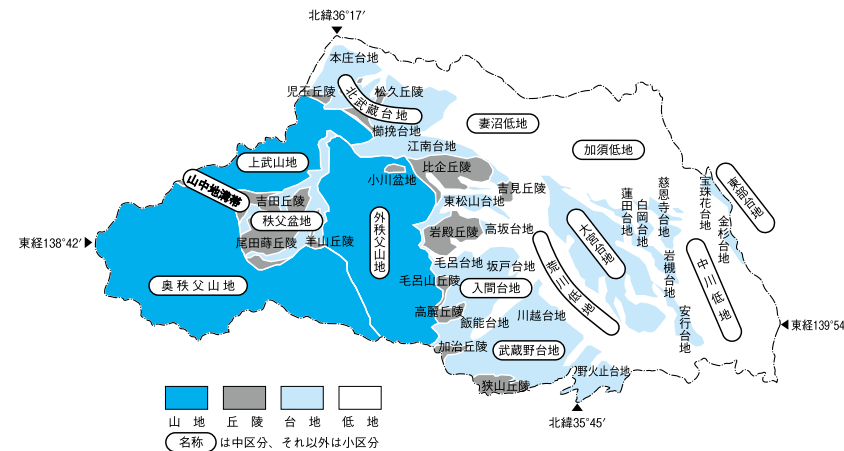 北緯36°17′
本庄台地
児玉丘陵
松久丘陵
北武蔵台地
櫛挽台地
妻沼低地
加須低地
江南台地
上武山地
比企丘陵
小川盆地
山中地溝帯
吉田丘陵
吉見丘陵
東松山台地
慈恩寺台地
白岡台地
蓮田台地
宝珠花台地
東部台地
金杉台地
秩父盆地
外秩父山地
岩殿丘陵
高坂台地
大宮台地
東経138°42′
尾田蒔丘陵
羊山丘陵
荒川低地
岩槻台地
中川低地
毛呂台地
坂戸台地
奥秩父山地
毛呂山丘陵
入間台地
高麗丘陵
飯能台地
川越台地
安行台地
東経139°54
加治丘陵
武蔵野台地
狭山丘陵
野火止台地
北緯35°45′
山地
丘陵
台地
低地
名称は中区分、それ以外は小区分